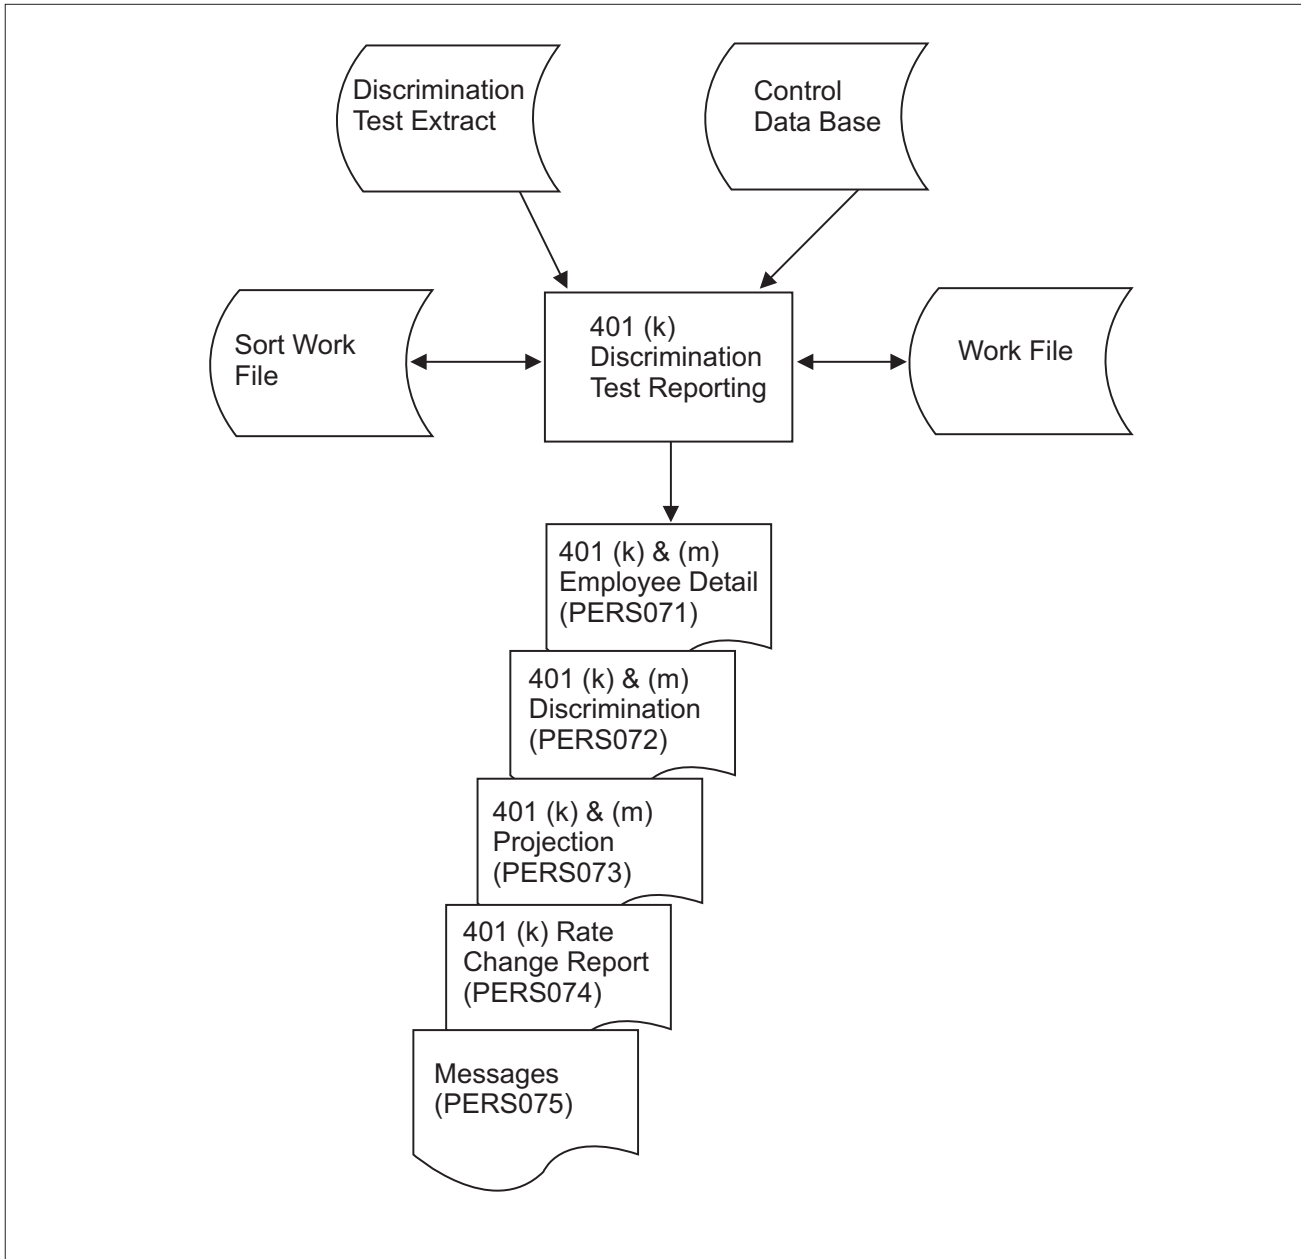 Discrimination
Test Extract
Control
Data Base
Sort Work
File
401 (k)
Discrimination
Test Reporting
Work File
401 (k) & (m)
Employee Detail
(PERS071)
401 (k) & (m)
Discrimination
(PERS072)
401 (k) & (m)
Projection
(PERS073)
401 (k) Rate
Change Report
(PERS074)
Messages
(PERS075)